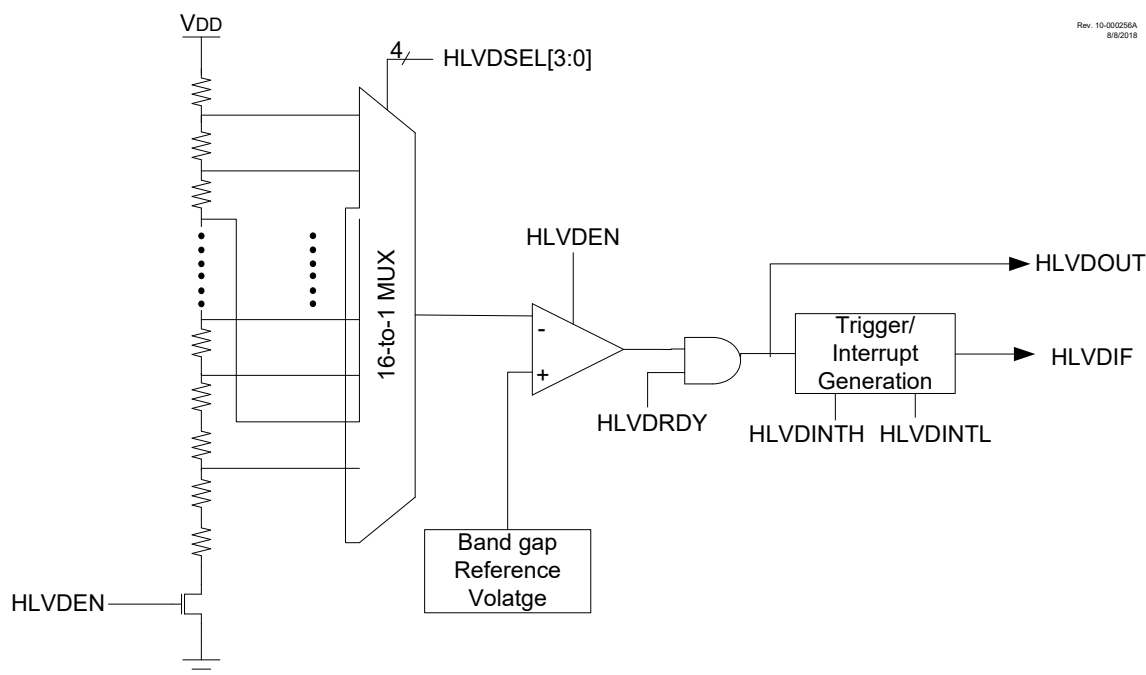 Rev. 10-000256A
8/8/2018
VDD
4
HLVDSEL[3:0]
16-to-1 MUX
HLVDEN
-
+
HLVDRDY
HLVDOUT
Trigger/
Interrupt
Generation
HLVDIF
HLVDINTH
HLVDINTL
Band gap
Reference
Volatge
HLVDEN